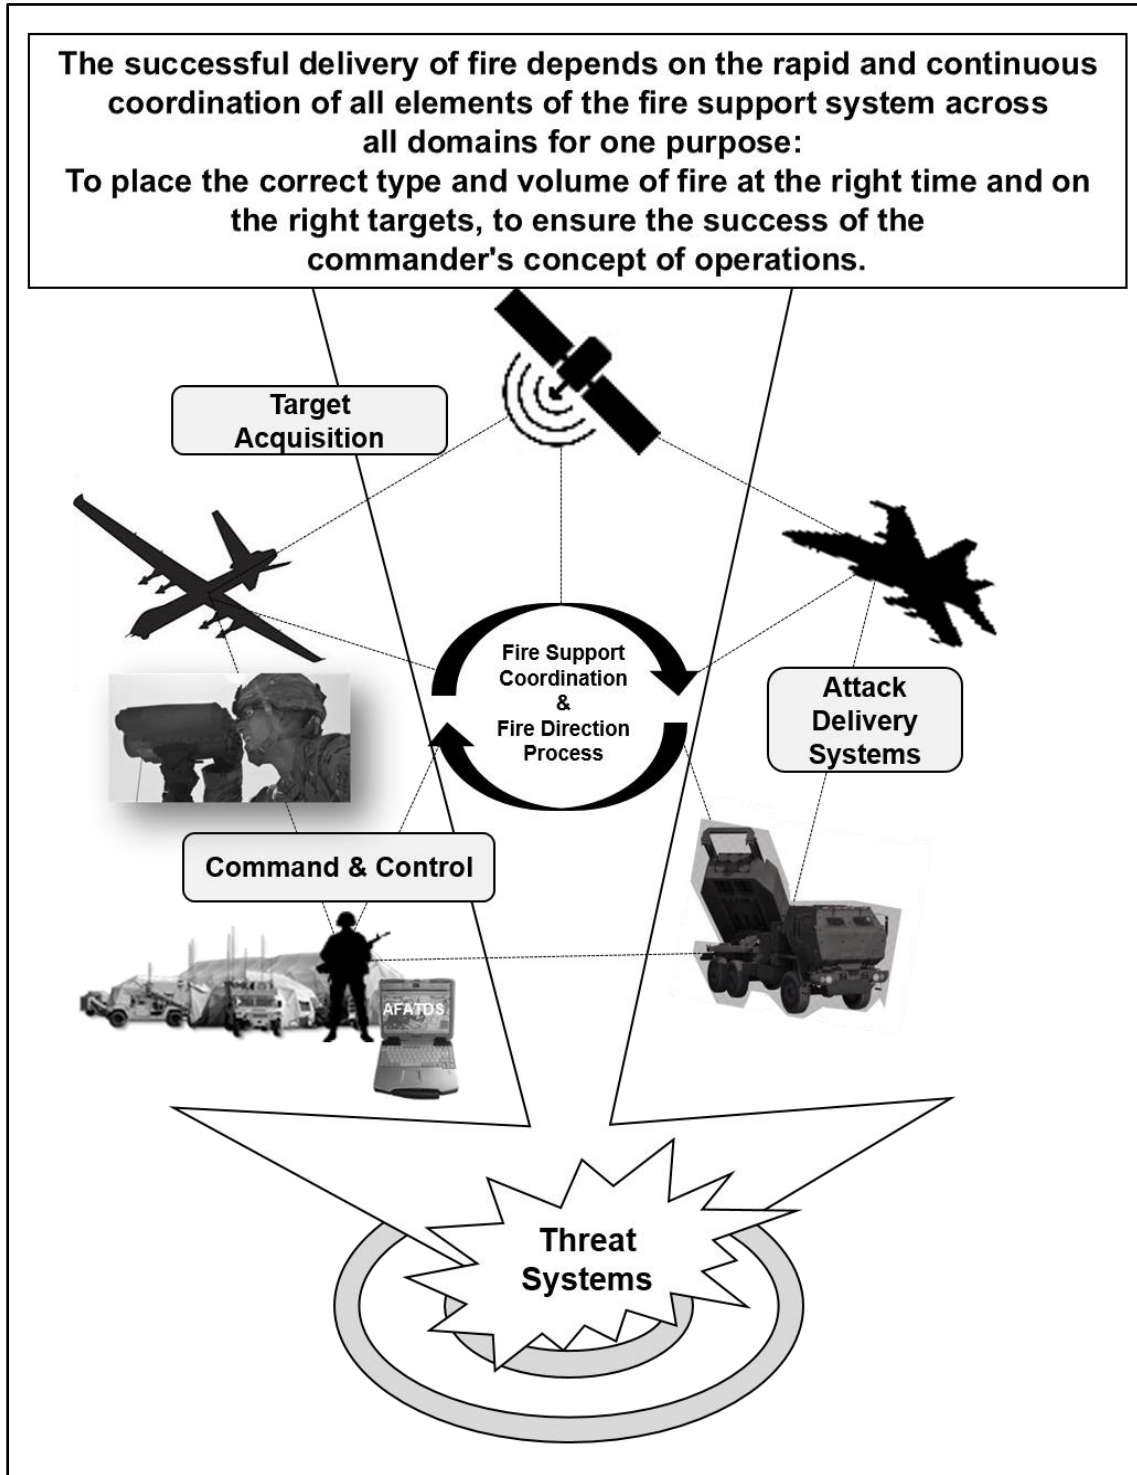 The successful delivery of fire depends on the rapid and continuous
coordination of all elements of the fire support system across
all domains for one purpose:
To place the correct type and volume of fire at the right time and on
the right targets, to ensure the success of the
commander's concept of operations.
Target
Acquisition
Fire Support
Coordination
&
Fire Direction
Process
Attack
Delivery
Systems
Command & Control
AFATDS
Threat
Systems